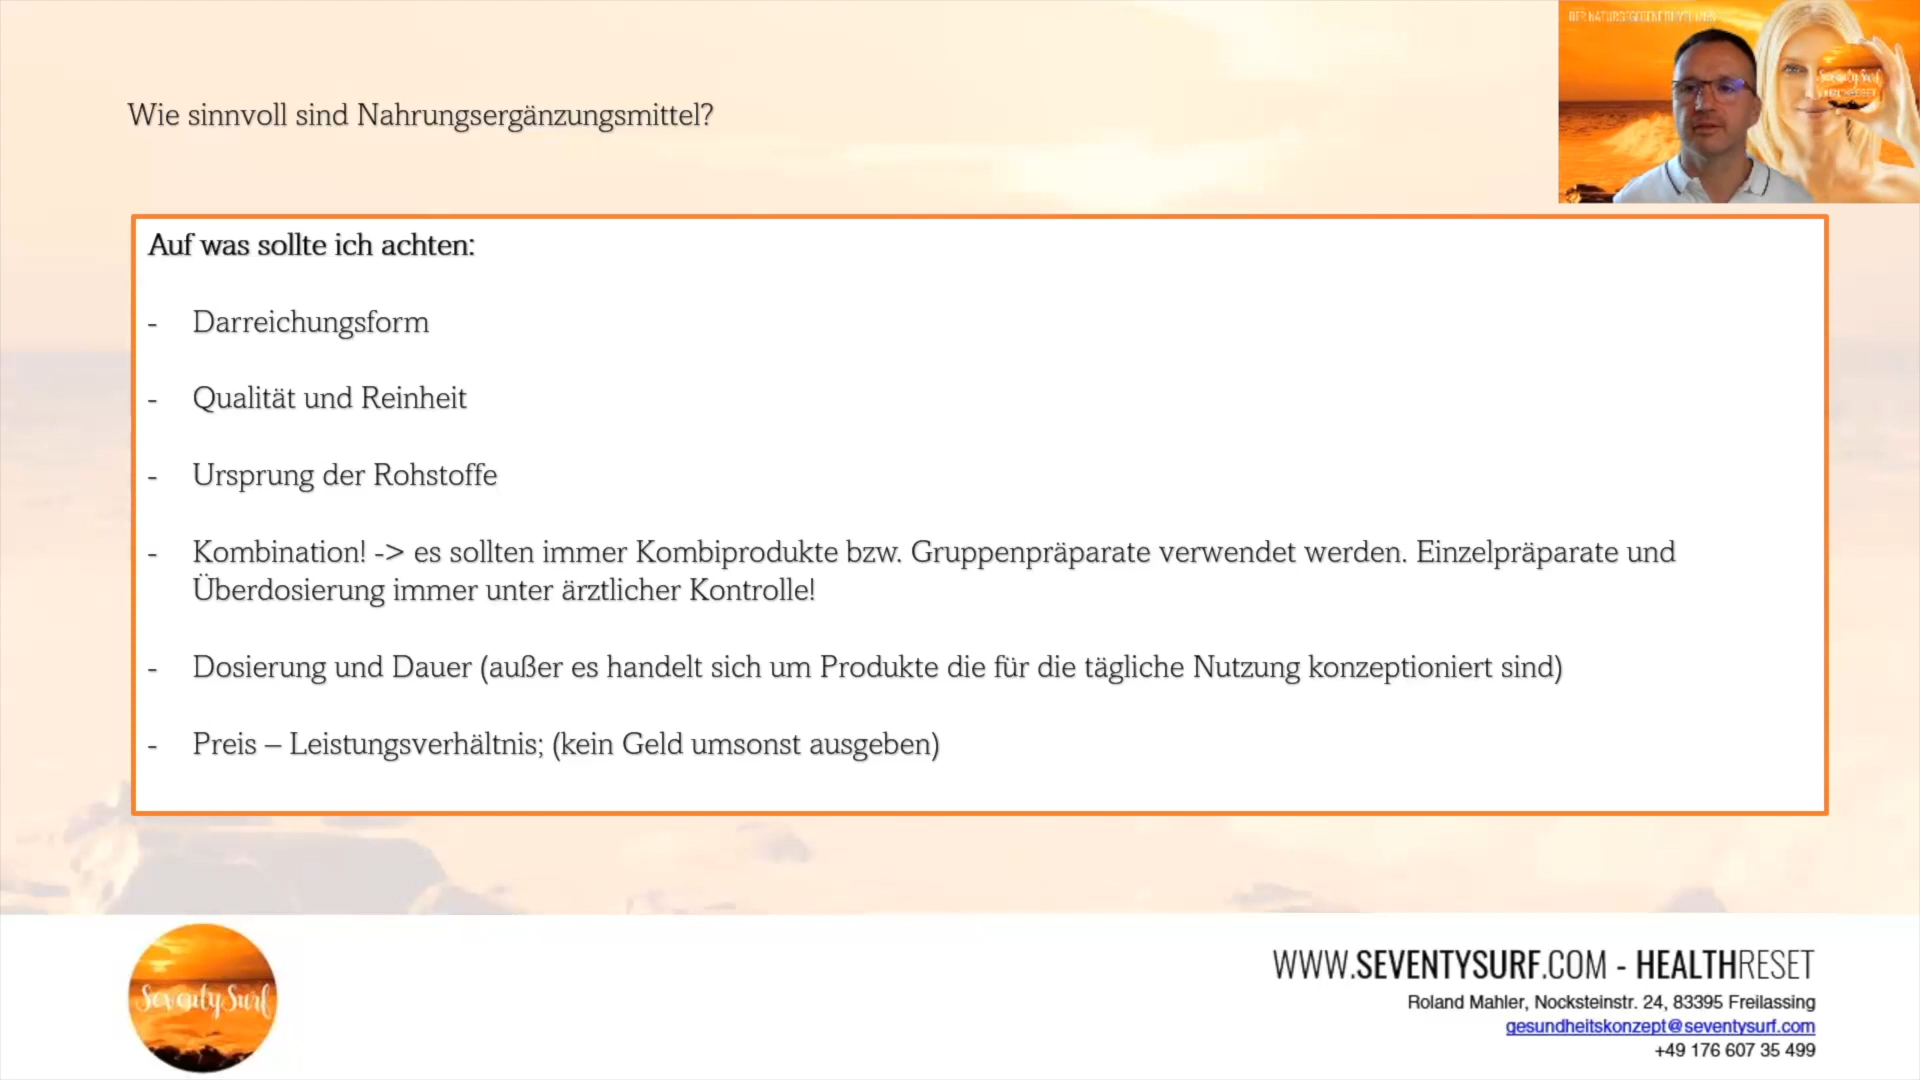 Wie sinnvoll sind Nahrungsergänzungsmittel?
Auf was sollte ich achten:
- Darreichungsform
- Qualität und Reinheit
- Ursprung der Rohstoffe
- Kombination! -> es sollten immer Kombiprodukte bzw. Gruppenpräparate verwendet werden. Einzelpräparate und
Überdosierung immer unter ärztlicher Kontrolle!
- Dosierung und Dauer (außer es handelt sich um Produkte die für die tägliche Nutzung konzeptioniert sind)
- Preis – Leistungsverhältnis; (kein Geld umsonst ausgeben)
SeventySurf
WWW.SEVENTYSURF.COM - HEALTHRESET
Roland Mahler, Nocksteinstr. 24, 83395 Freilassing
gesundheitskonzept@seventysurf.com
+49 176 607 35 499